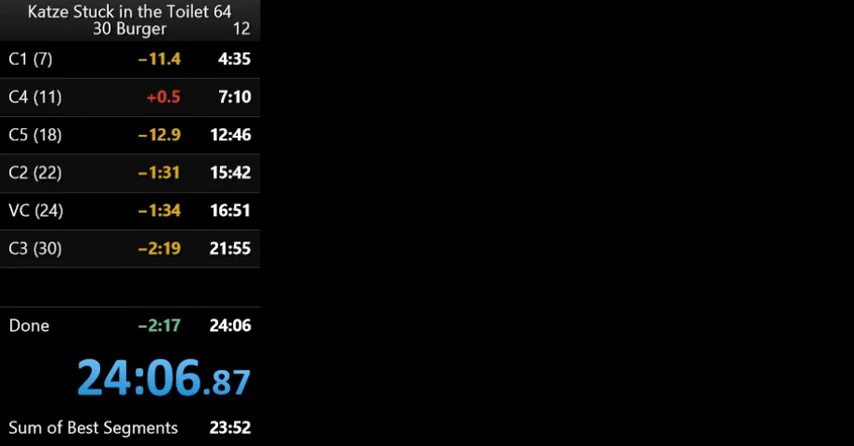 Katze Stuck in the Toilet 64
30 Burger 12
C1 (7) −11.4 4:35
C4 (11) +0.5 7:10
C5 (18) −12.9 12:46
C2 (22) −1:31 15:42
VC (24) −1:34 16:51
C3 (30) −2:19 21:55
Done −2:17 24:06
24:06.87
Sum of Best Segments 23:52